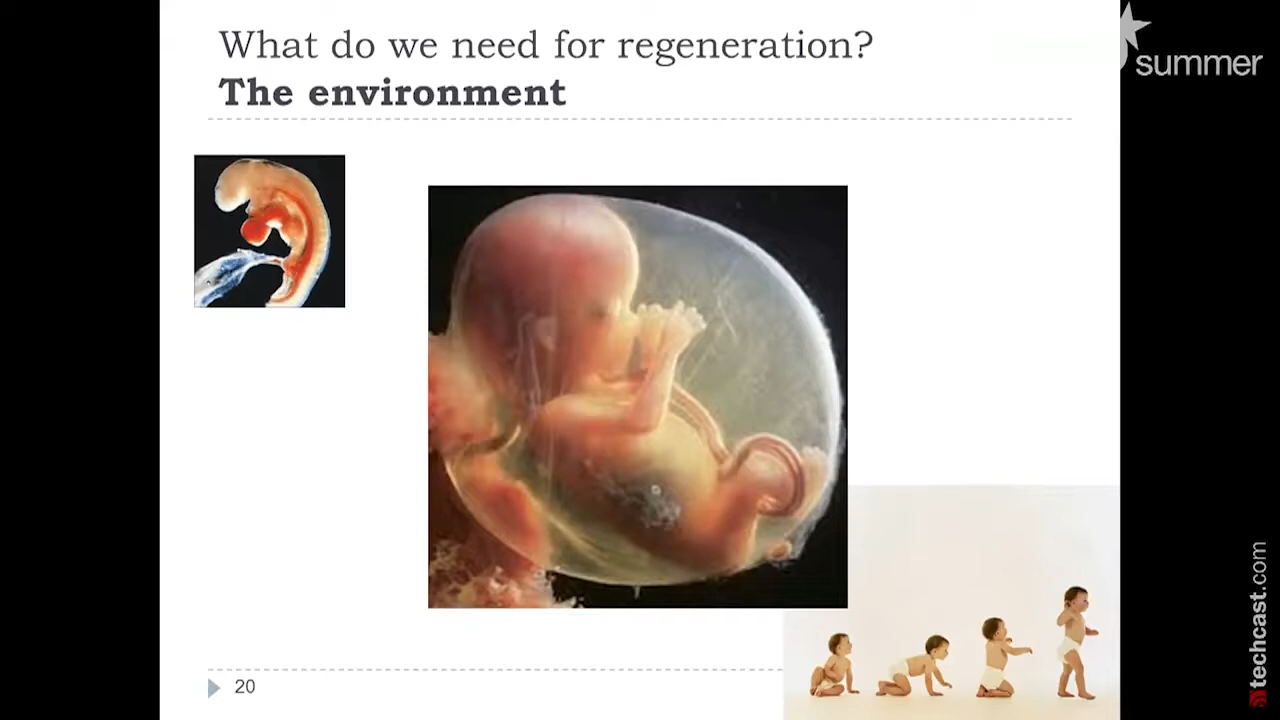 What do we need for regeneration?
The environment
summer
20
techcast.com